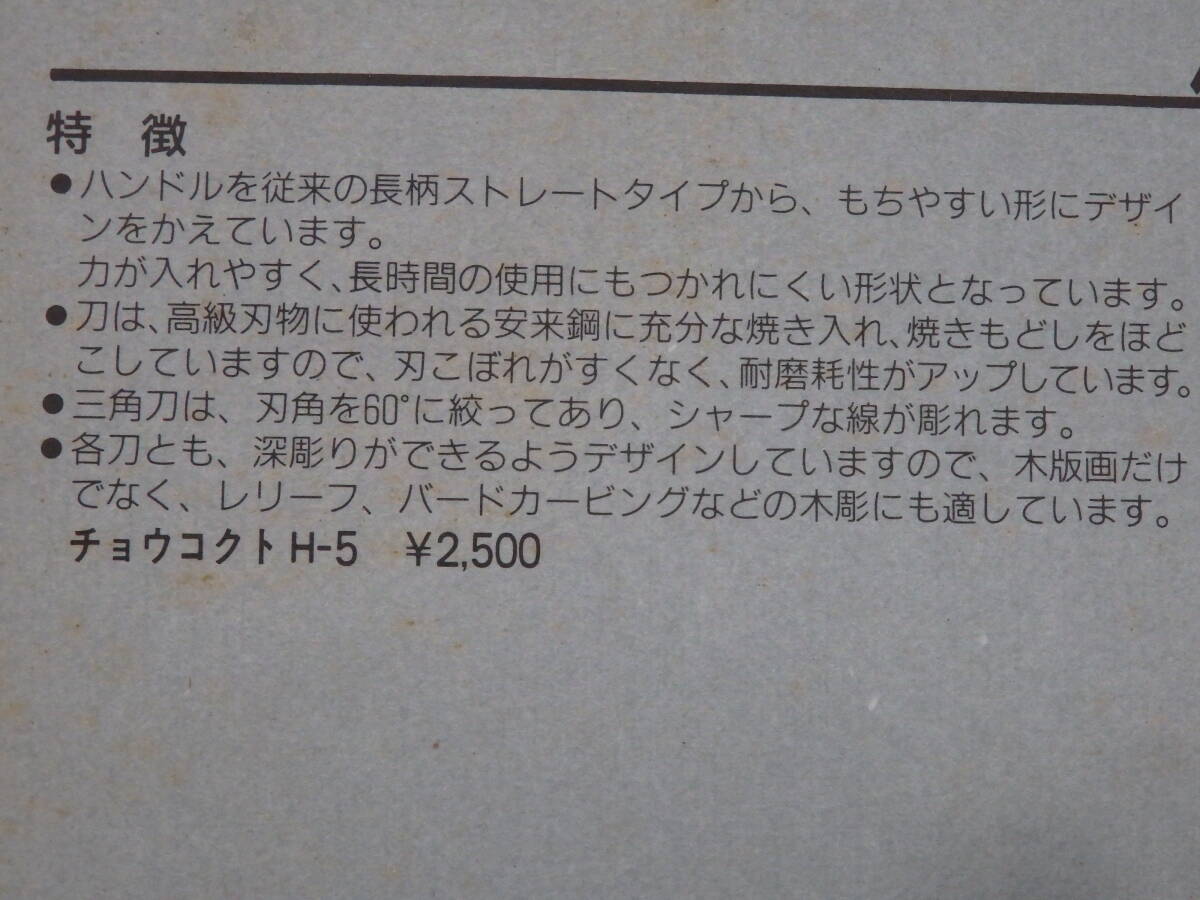 特　徴
●ハンドルを従来の長柄ストレートタイプから、もちやすい形にデザイ
ンをかえています。
力が入れやすく、長時間の使用にもつかれにくい形状となっています。
●刀は、高級刃物に使われる安来鋼に充分な焼き入れ、焼きもどしをほど
こしていますので、刃こぼれがすくなく、耐磨耗性がアップしています。
●三角刀は、刃角を60°に絞ってあり、シャープな線が彫れます。
●各刀とも、深彫りができるようデザインしていますので、木版画だけ
でなく、レリーフ、バードカービングなどの木彫にも適しています。
チョウコクトH-5　¥2,500